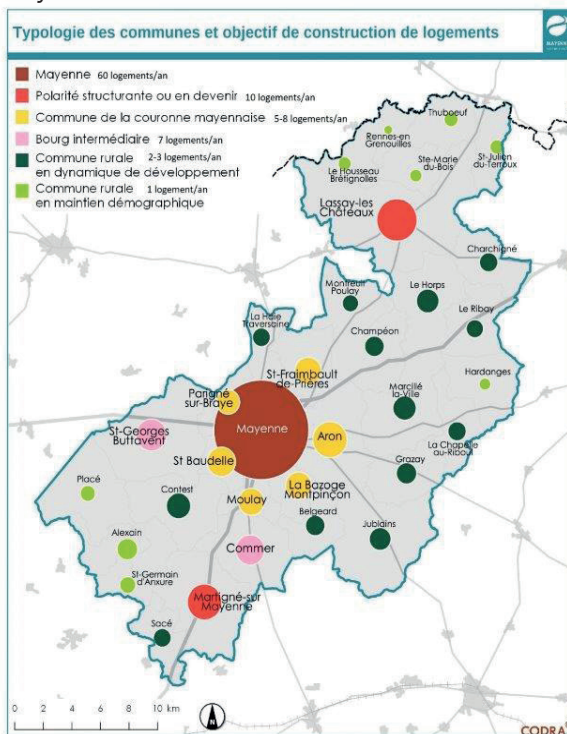 Typologie des communes et objectif de construction de logements
Mayenne 60 logements/an
Polarité structurante ou en devenir 10 logements/an
Commune de la couronne mayennaise 5-8 logements/an
Bourg intermédiaire 7 logements/an
Commune rurale 2-3 logements/an
en dynamique de développement
Commune rurale 1 logement/an
en maintien démographique
Thuboeuf
Rennes-en
Grenouilles
Le Housseau
Brétignolles
Ste-Marie
du-Bois
St-Julien
du-Terroux
Lassay-les
Châteaux
Charchigné
Montreuil
Poulay
Le Horps
La Haie
Traversaine
Le Ribay
Champéon
St-Fraimbault
de-Prières
Hardanges
Parigné
sur-Braye
Marcillé
la-Ville
St-Georges
Buttavent
Mayenne
Aron
La Chapelle
au-Riboul
St Baudelle
Grazay
Placé
La Bazoge
Montpinçon
Contest
Moulay
Belgeard
Jublains
Alexain
Commer
St-Germain
d'Anxure
Martigné-sur
Mayenne
Sacé
0 2 4 6 8 10 km
N
CODRA